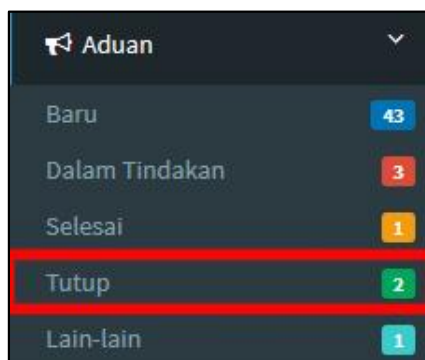 Aduan
Baru 43
Dalam Tindakan 3
Selesai 1
Tutup 2
Lain-lain 1